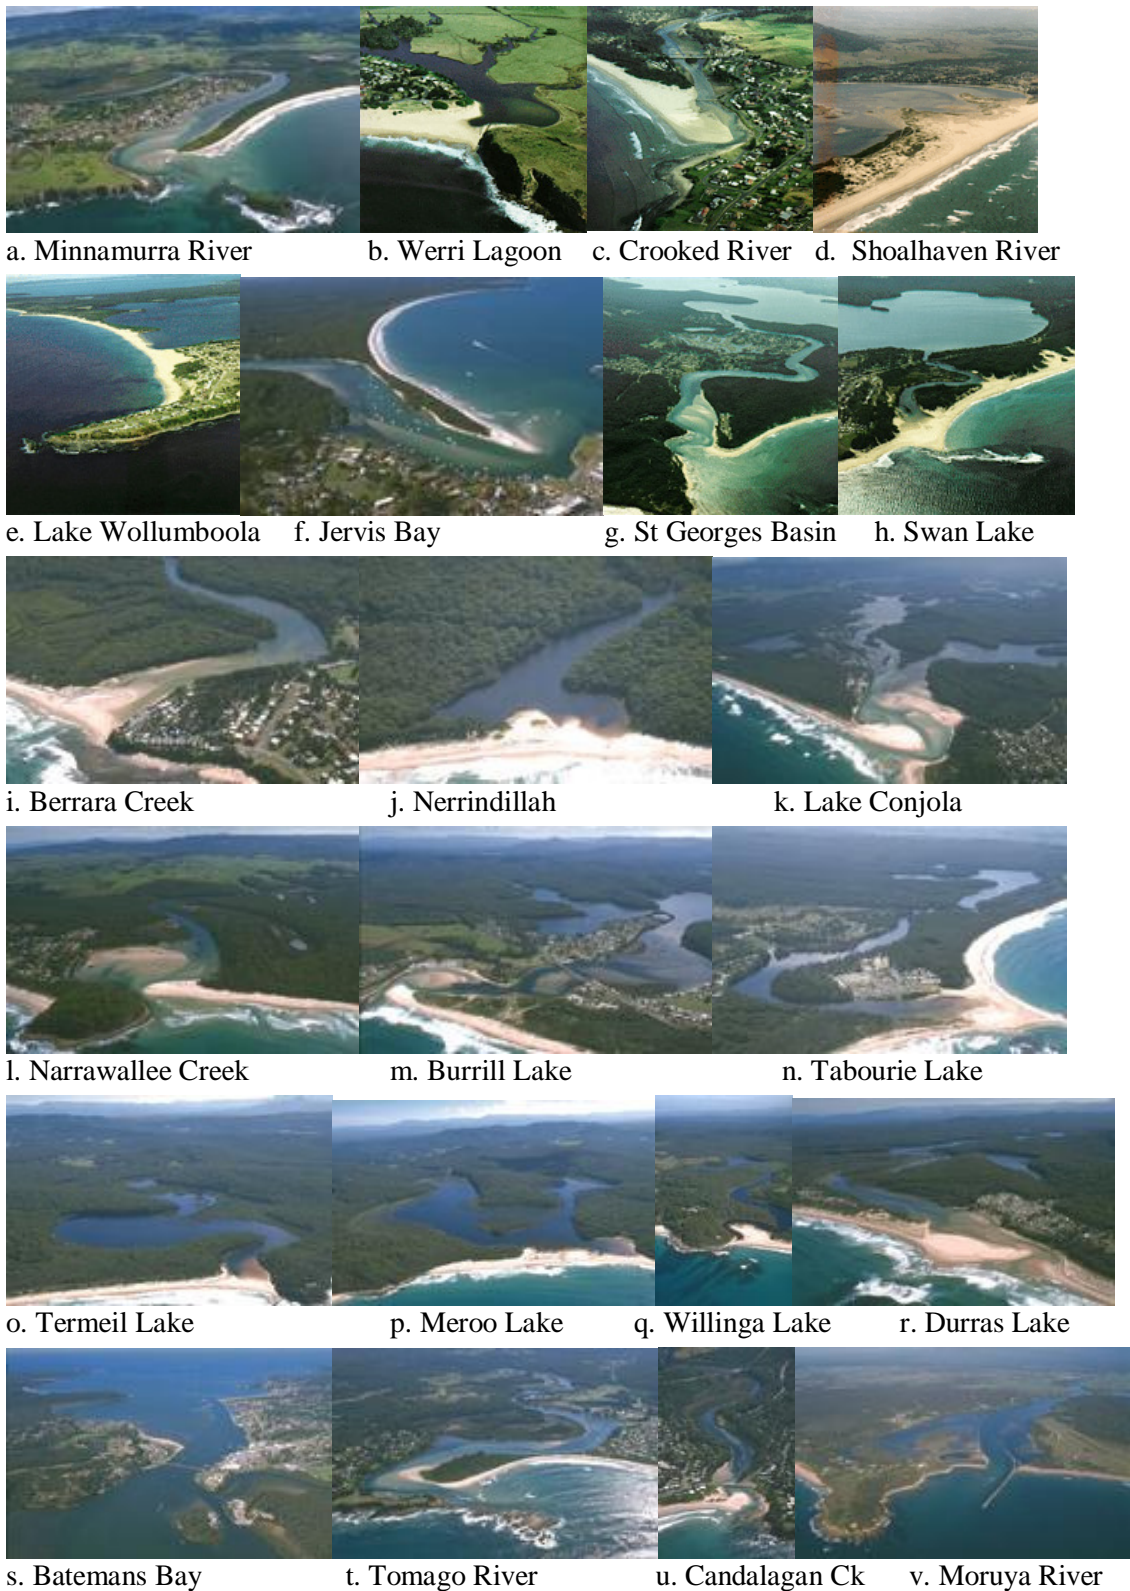 a. Minnamurra River b. Werri Lagoon c. Crooked River d. Shoalhaven River
e. Lake Wollumboola f. Jervis Bay g. St Georges Basin h. Swan Lake
i. Berrara Creek j. Nerrindillah k. Lake Conjola
l. Narrawallee Creek m. Burrill Lake n. Tabourie Lake
o. Termeil Lake p. Meroo Lake q. Willinga Lake r. Durras Lake
s. Batemans Bay t. Tomago River u. Candalagan Ck v. Moruya River